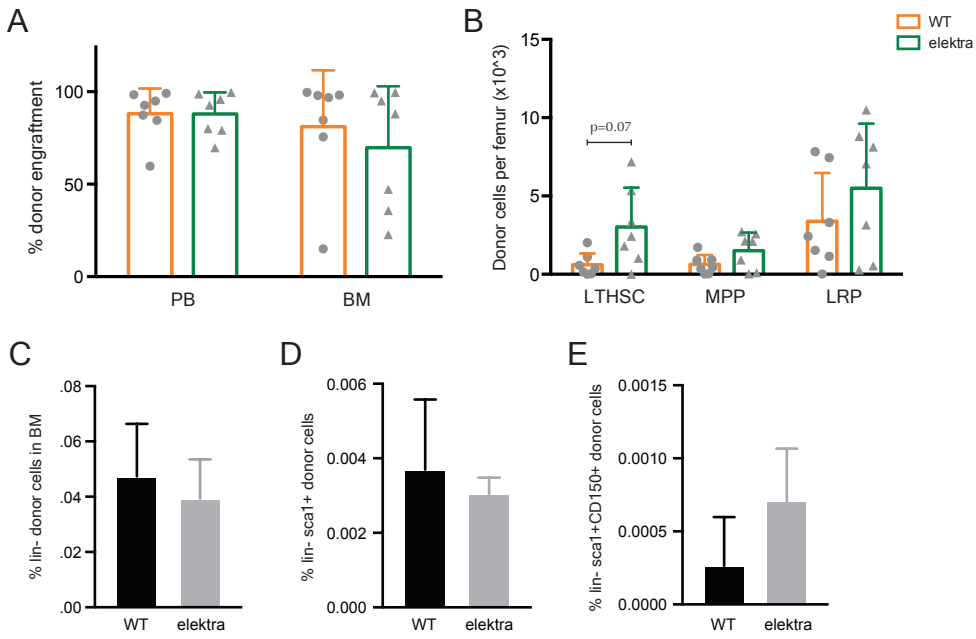 A
% donor engraftment
100
50
0
PB
BM
B
WT
elektra
Donor cells per femur (x10^3)
15
10
5
0
p=0.07
LTHSC
MPP
LRP
C
% lin- donor cells in BM
.08
.06
.04
.02
.00
WT
elektra
D
% lin- sca1+ donor cells
0.006
0.004
0.002
0.000
WT
elektra
E
% lin- sca1+CD150+ donor cells
0.0015
0.0010
0.0005
0.0000
WT
elektra